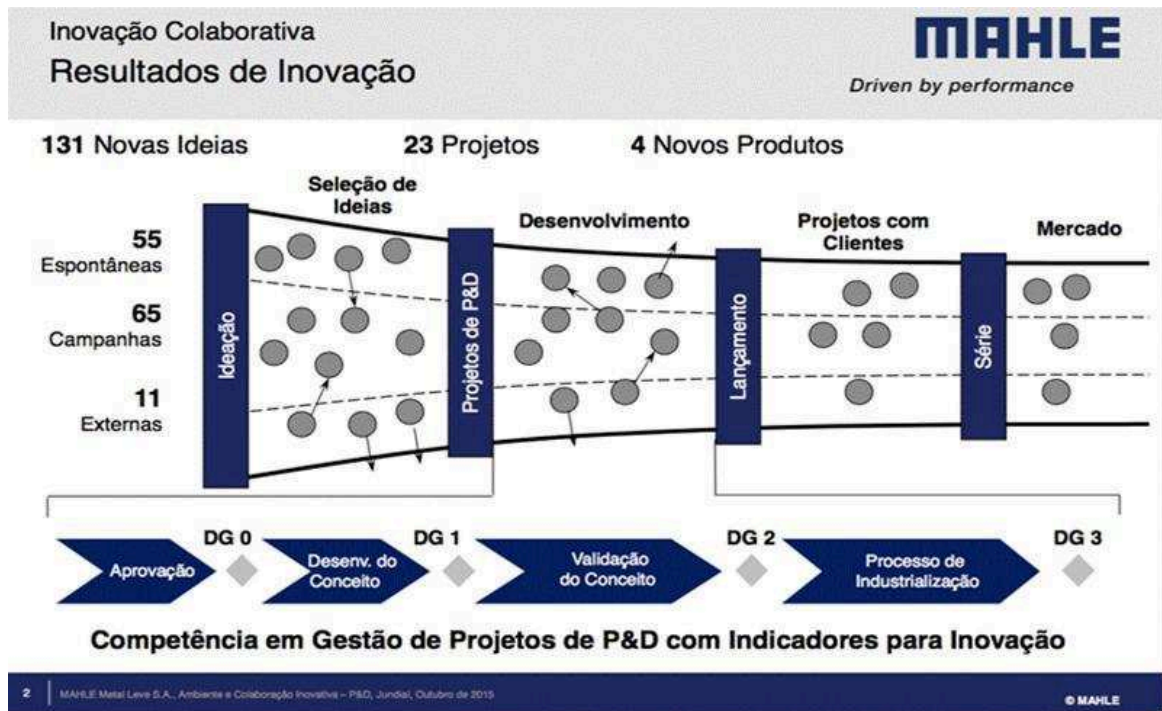 Inovação Colaborativa
Resultados de Inovação
MAHLE
Driven by performance
131 Novas Ideias
23 Projetos
4 Novos Produtos
Seleção de
Ideias
Desenvolvimento
Projetos com
Clientes
Mercado
55
Espontâneas
65
Campanhas
11
Externas
Ideação
Projetos de P&D
Lançamento
Série
Aprovação
DG 0
Desenv. do
Conceito
DG 1
Validação
do Conceito
DG 2
Processo de
Industrialização
DG 3
Competência em Gestão de Projetos de P&D com Indicadores para Inovação
2
MAHLE Metal Leve S.A., Ambiente e Colaboração Inovativa – P&D, Jundiaí, Outubro de 2015
© MAHLE